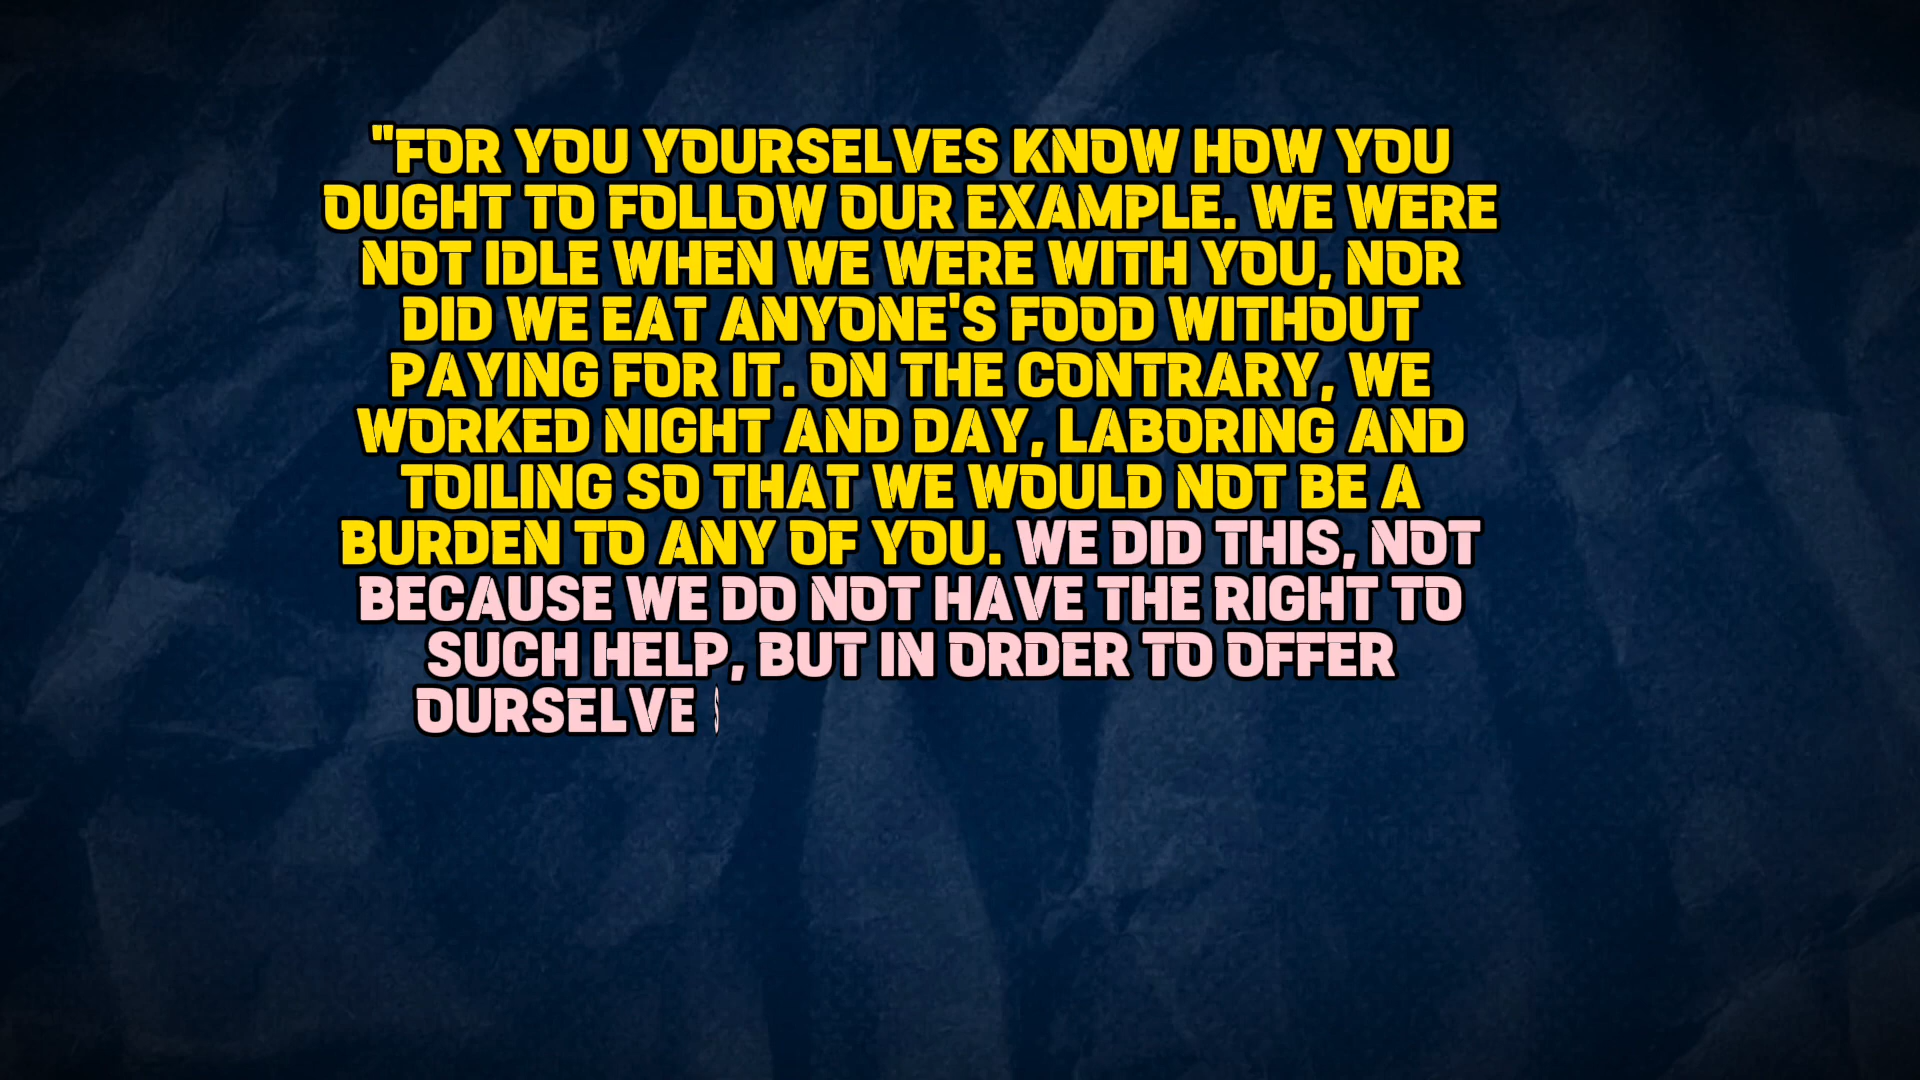 "FOR YOU YOURSELVES KNOW HOW YOU
OUGHT TO FOLLOW OUR EXAMPLE. WE WERE
NOT IDLE WHEN WE WERE WITH YOU, NOR
DID WE EAT ANYONE'S FOOD WITHOUT
PAYING FOR IT. ON THE CONTRARY, WE
WORKED NIGHT AND DAY, LABORING AND
TOILING SO THAT WE WOULD NOT BE A
BURDEN TO ANY OF YOU. WE DID THIS, NOT
BECAUSE WE DO NOT HAVE THE RIGHT TO
SUCH HELP, BUT IN ORDER TO OFFER
OURSELVES